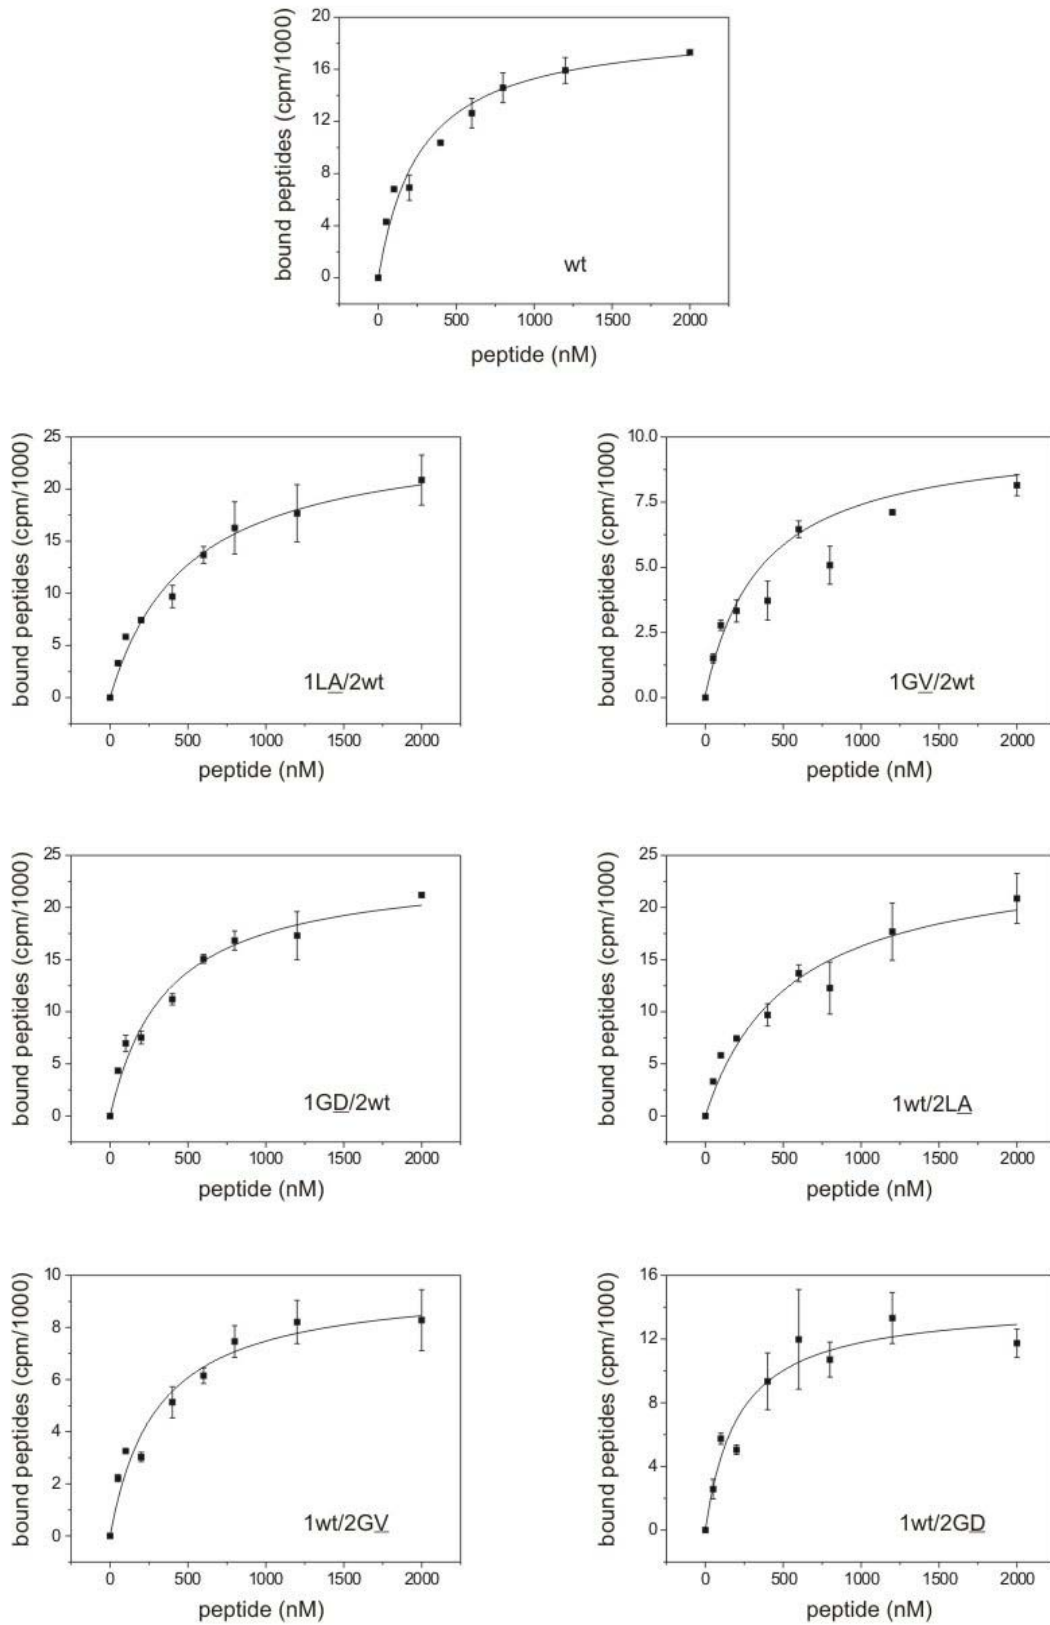 20
16
12
8
4
0
bound peptides (cpm/1000)
wt
0 500 1000 1500 2000
peptide (nM)
25
20
15
10
5
0
bound peptides (cpm/1000)
1LA/2wt
0 500 1000 1500 2000
peptide (nM)
10.0
7.5
5.0
2.5
0.0
bound peptides (cpm/1000)
1GV/2wt
0 500 1000 1500 2000
peptide (nM)
25
20
15
10
5
0
bound peptides (cpm/1000)
1GD/2wt
0 500 1000 1500 2000
peptide (nM)
25
20
15
10
5
0
bound peptides (cpm/1000)
1wt/2LA
0 500 1000 1500 2000
peptide (nM)
10
8
6
4
2
0
bound peptides (cpm/1000)
1wt/2GV
0 500 1000 1500 2000
peptide (nM)
16
12
8
4
0
bound peptides (cpm/1000)
1wt/2GD
0 500 1000 1500 2000
peptide (nM)